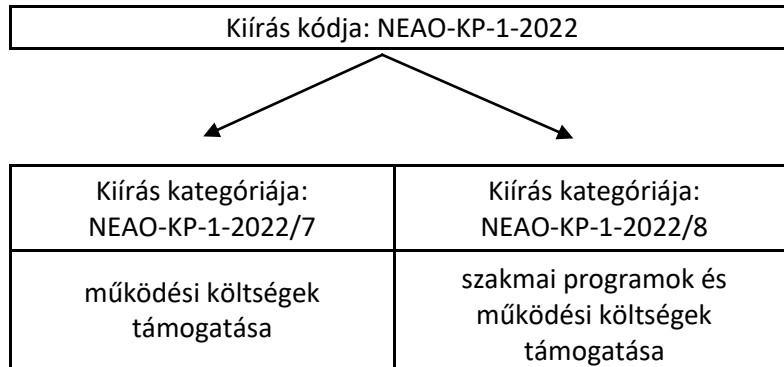 Kiírás kódja: NEAO-KP-1-2022
Kiírás kategóriája:
NEAO-KP-1-2022/7
Kiírás kategóriája:
NEAO-KP-1-2022/8
működési költségek
támogatása
szakmai programok és
működési költségek
támogatása